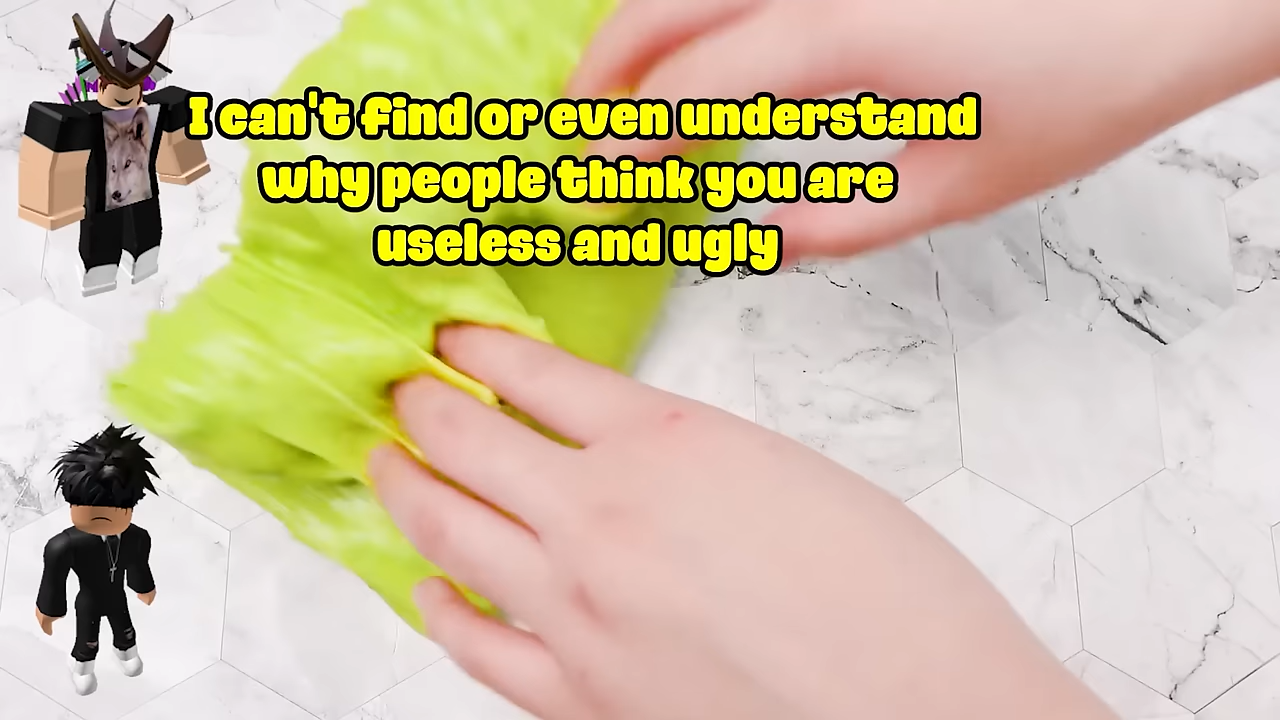 I can't find or even understand
why people think you are
useless and ugly